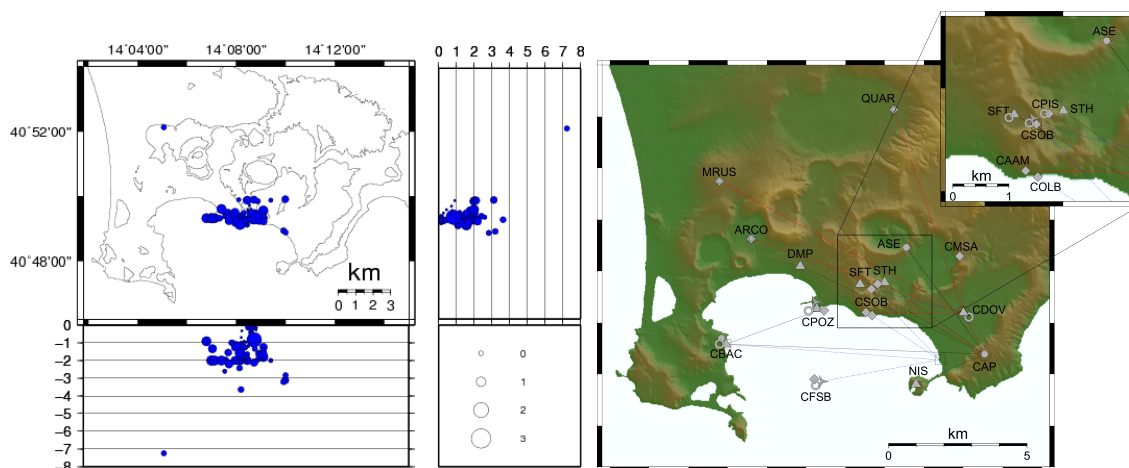 14˚04'00" 14˚08'00" 14˚12'00"
40˚52'00"
40˚48'00"
km
0 1 2 3
0 1 2 3 4 5 6 7 8
0
−1
−2
−3
−4
−5
−6
−7
−8
0
1
2
3
ASE
SFT CPIS STH
CSOB
CAAM
COLB
km
0 1
QUAR
MRUS
ARCO
ASE
CMSA
DMP
SFT STH
CSOB
CPOZ
CDOV
CBAC
CAP
NIS
CFSB
km
0 5